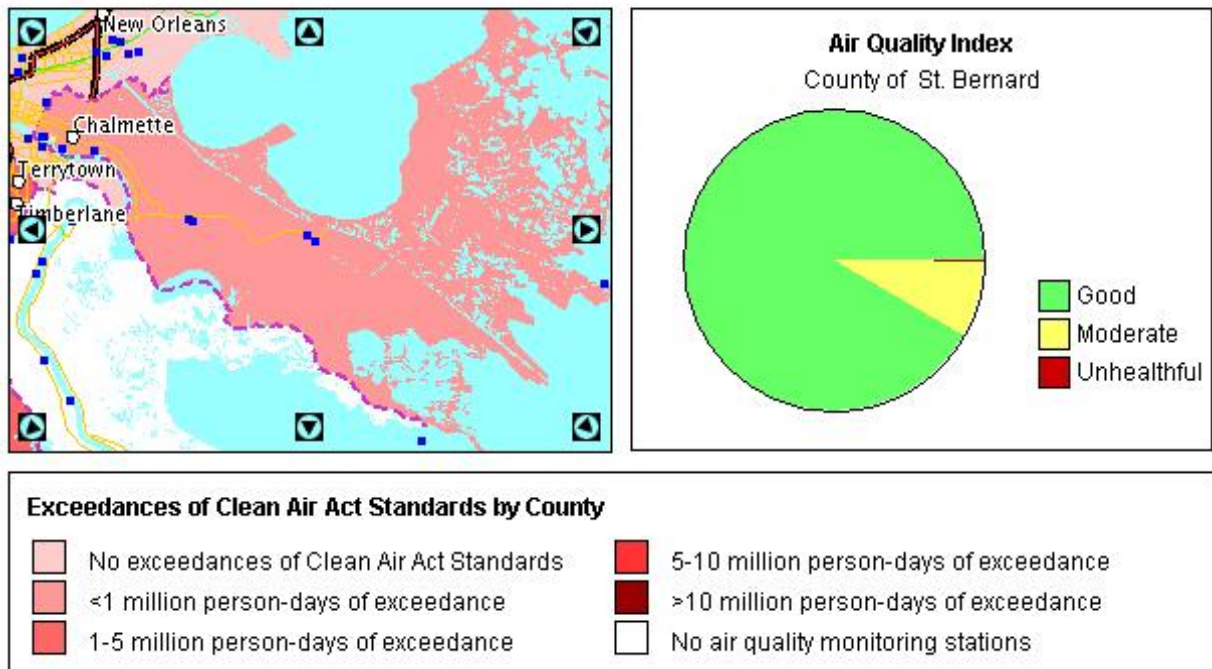 New Orleans
Chalmette
Terrytown
Timberlane
Air Quality Index
County of St. Bernard
Good
Moderate
Unhealthful
Exceedances of Clean Air Act Standards by County
No exceedances of Clean Air Act Standards
<1 million person-days of exceedance
1-5 million person-days of exceedance
5-10 million person-days of exceedance
>10 million person-days of exceedance
No air quality monitoring stations